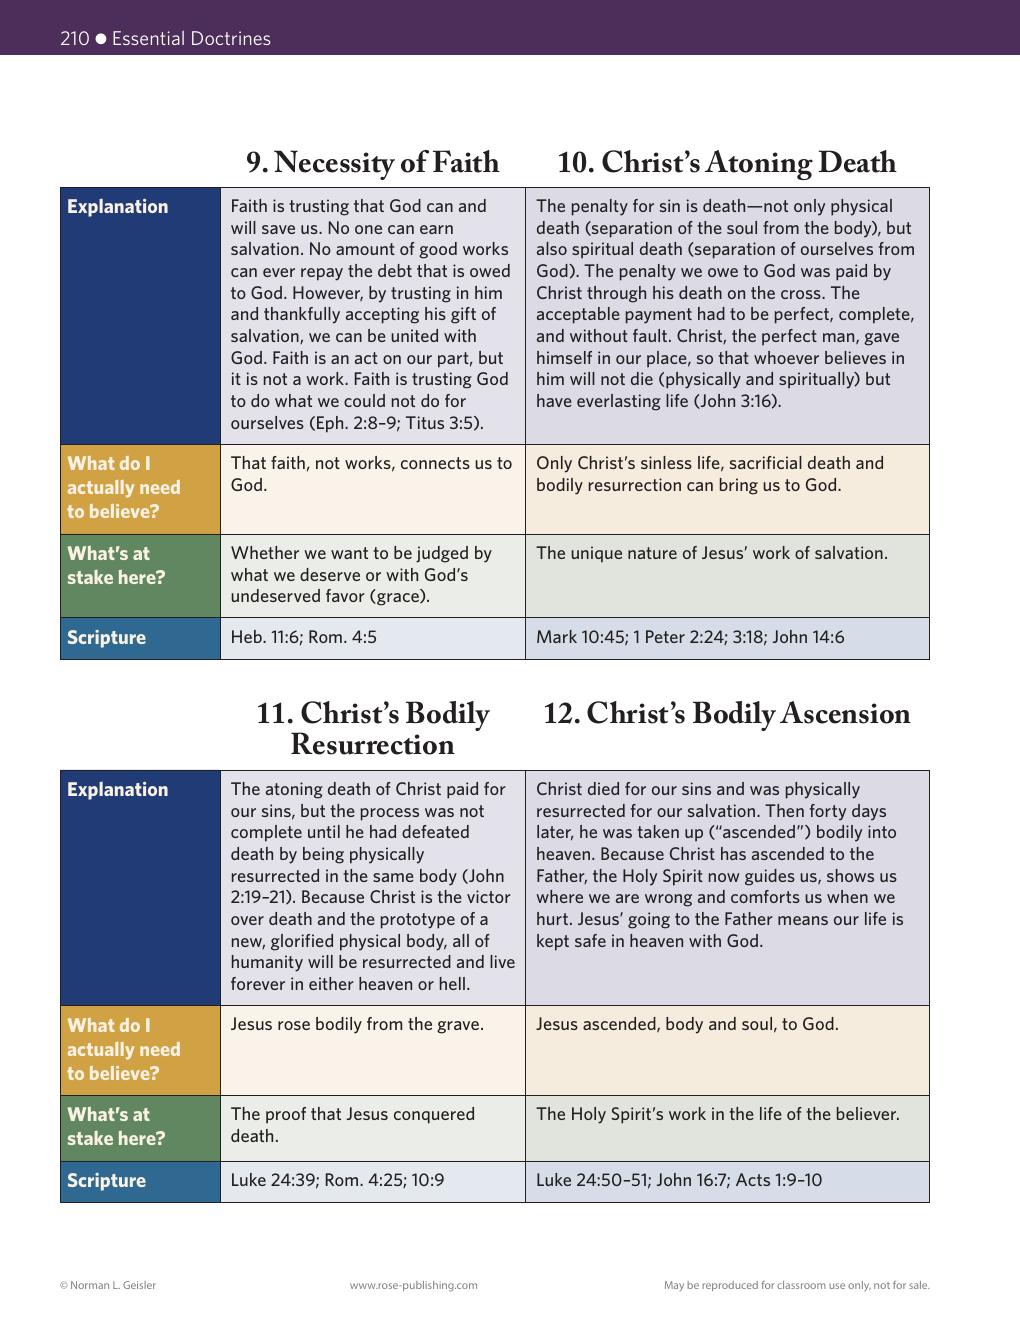 210 ● Essential Doctrines
9. Necessity of Faith
10. Christ's Atoning Death
Explanation
Faith is trusting that God can and
will save us. No one can earn
salvation. No amount of good works
can ever repay the debt that is owed
to God. However, by trusting in him
and thankfully accepting his gift of
salvation, we can be united with
God. Faith is an act on our part, but
it is not a work. Faith is trusting God
to do what we could not do for
ourselves (Eph. 2:8–9; Titus 3:5).
The penalty for sin is death—not only physical
death (separation of the soul from the body), but
also spiritual death (separation of ourselves from
God). The penalty we owe to God was paid by
Christ through his death on the cross. The
acceptable payment had to be perfect, complete,
and without fault. Christ, the perfect man, gave
himself in our place, so that whoever believes in
him will not die (physically and spiritually) but
have everlasting life (John 3:16).
What do I
actually need
to believe?
That faith, not works, connects us to
God.
Only Christ's sinless life, sacrificial death and
bodily resurrection can bring us to God.
What's at
stake here?
Whether we want to be judged by
what we deserve or with God's
undeserved favor (grace).
The unique nature of Jesus' work of salvation.
Scripture
Heb. 11:6; Rom. 4:5
Mark 10:45; 1 Peter 2:24; 3:18; John 14:6
11. Christ's Bodily
Resurrection
12. Christ's Bodily Ascension
Explanation
The atoning death of Christ paid for
our sins, but the process was not
complete until he had defeated
death by being physically
resurrected in the same body (John
2:19–21). Because Christ is the victor
over death and the prototype of a
new, glorified physical body, all of
humanity will be resurrected and live
forever in either heaven or hell.
Christ died for our sins and was physically
resurrected for our salvation. Then forty days
later, he was taken up (“ascended”) bodily into
heaven. Because Christ has ascended to the
Father, the Holy Spirit now guides us, shows us
where we are wrong and comforts us when we
hurt. Jesus' going to the Father means our life is
kept safe in heaven with God.
What do I
actually need
to believe?
Jesus rose bodily from the grave.
Jesus ascended, body and soul, to God.
What's at
stake here?
The proof that Jesus conquered
death.
The Holy Spirit's work in the life of the believer.
Scripture
Luke 24:39; Rom. 4:25; 10:9
Luke 24:50–51; John 16:7; Acts 1:9–10
© Norman L. Geisler
www.rose-publishing.com
May be reproduced for classroom use only, not for sale.